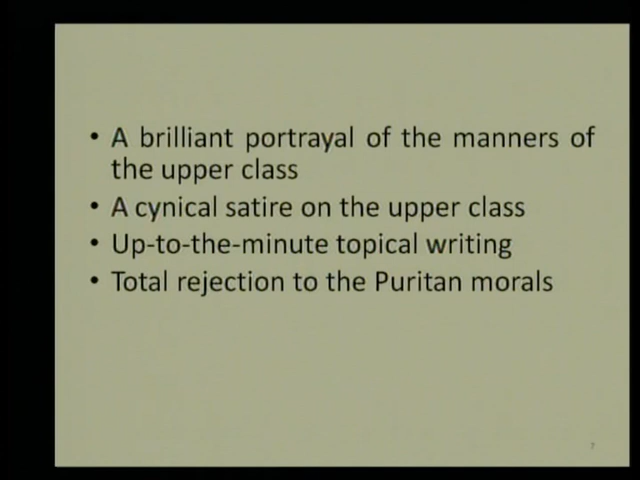 • A brilliant portrayal of the manners of
the upper class
• A cynical satire on the upper class
• Up-to-the-minute topical writing
• Total rejection to the Puritan morals
7